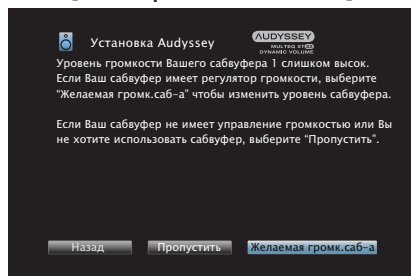 Установка Audyssey
AUDYSSEY
MULTEQ XT32
DYNAMIC VOLUME
Уровень громкости Вашего сабвуфера 1 слишком высок.
Если Ваш сабвуфер имеет регулятор громкости, выберите
“Желаемая громк.саб-а” чтобы изменить уровень сабвуфера.
Если Ваш сабвуфер не имеет управление громкостью или Вы
не хотите использовать сабвуфер, выберите “Пропустить”.
Назад Пропустить Желаемая громк.саб-а